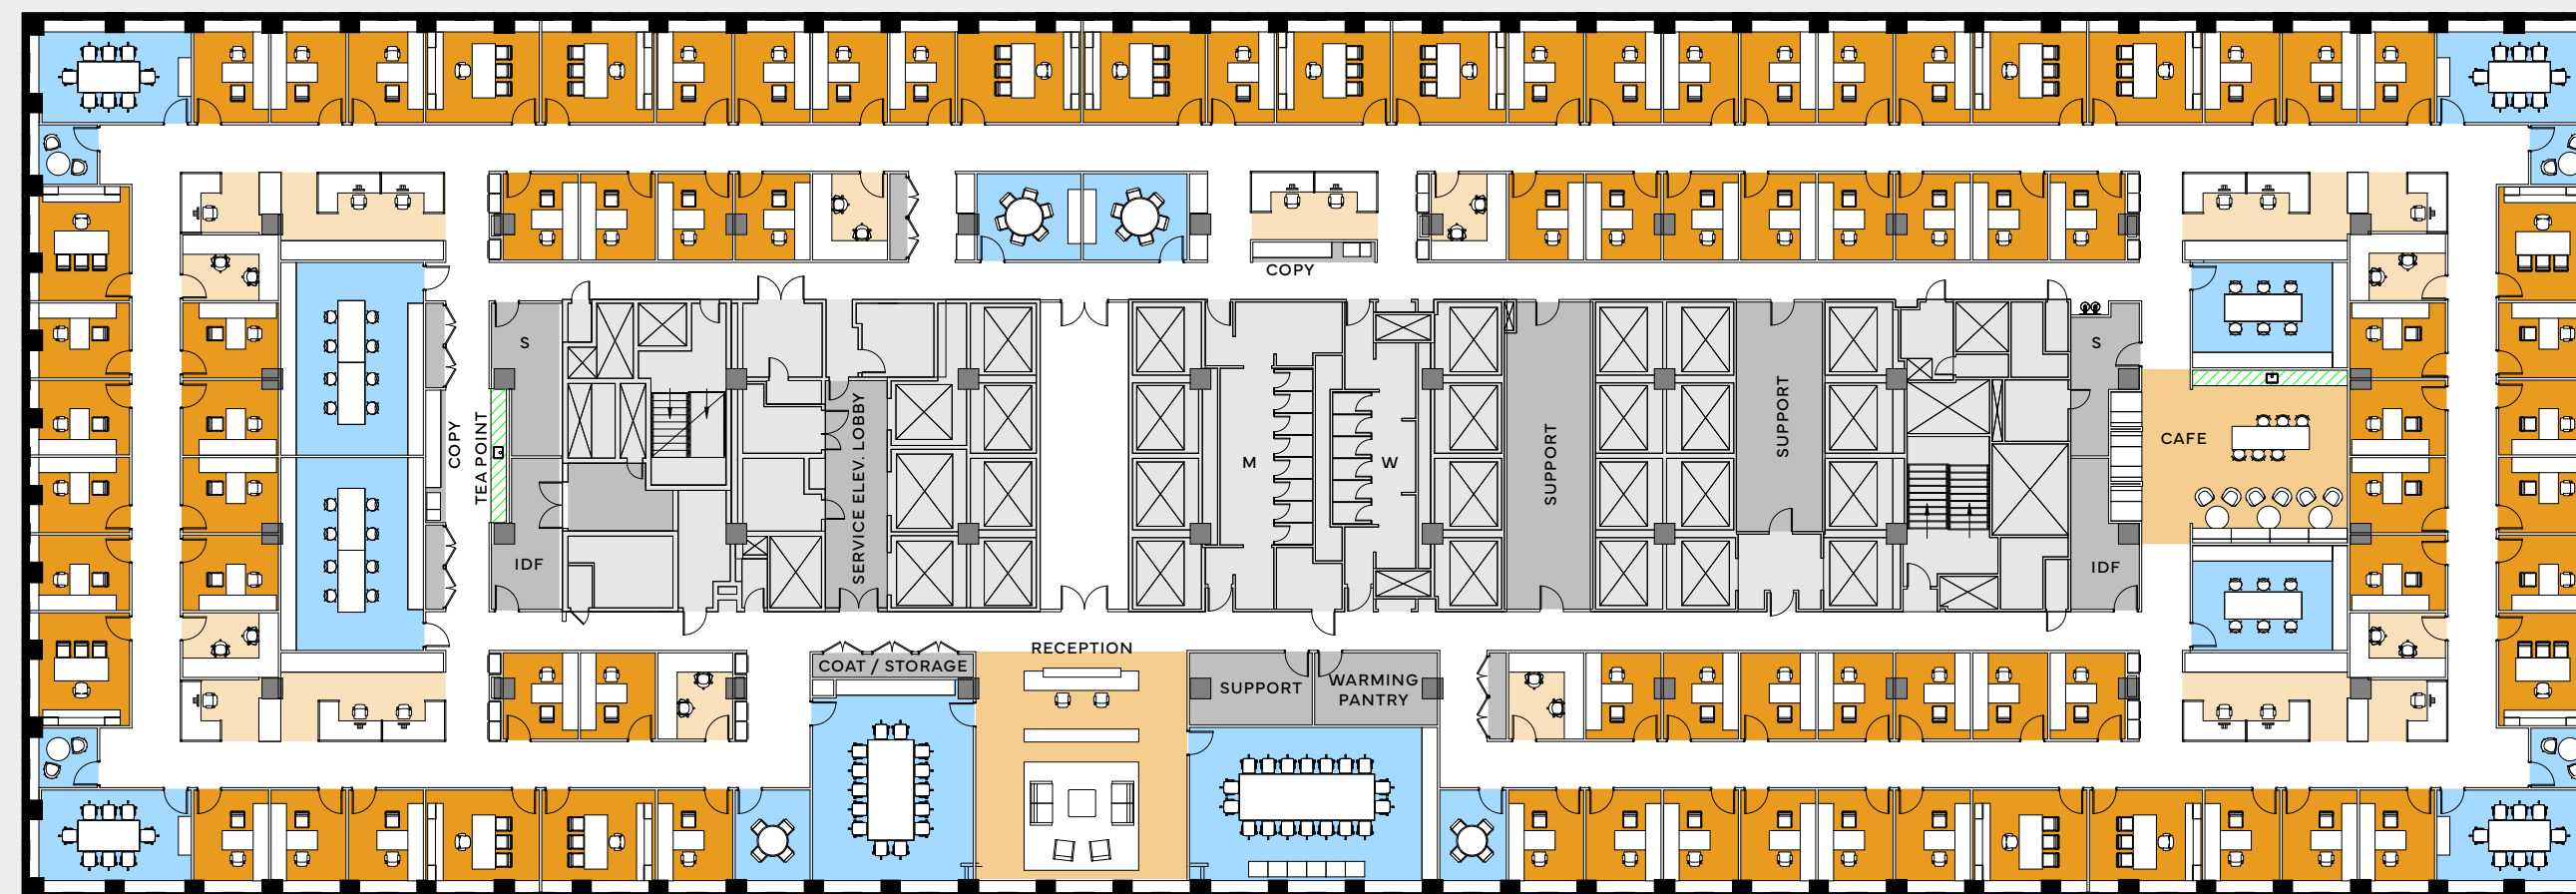 COPY
S
S
COPY
TEA POINT
SERVICE ELEV. LOBBY
M
W
SUPPORT
SUPPORT
CAFE
IDF
IDF
RECEPTION
COAT / STORAGE
SUPPORT
WARMING
PANTRY